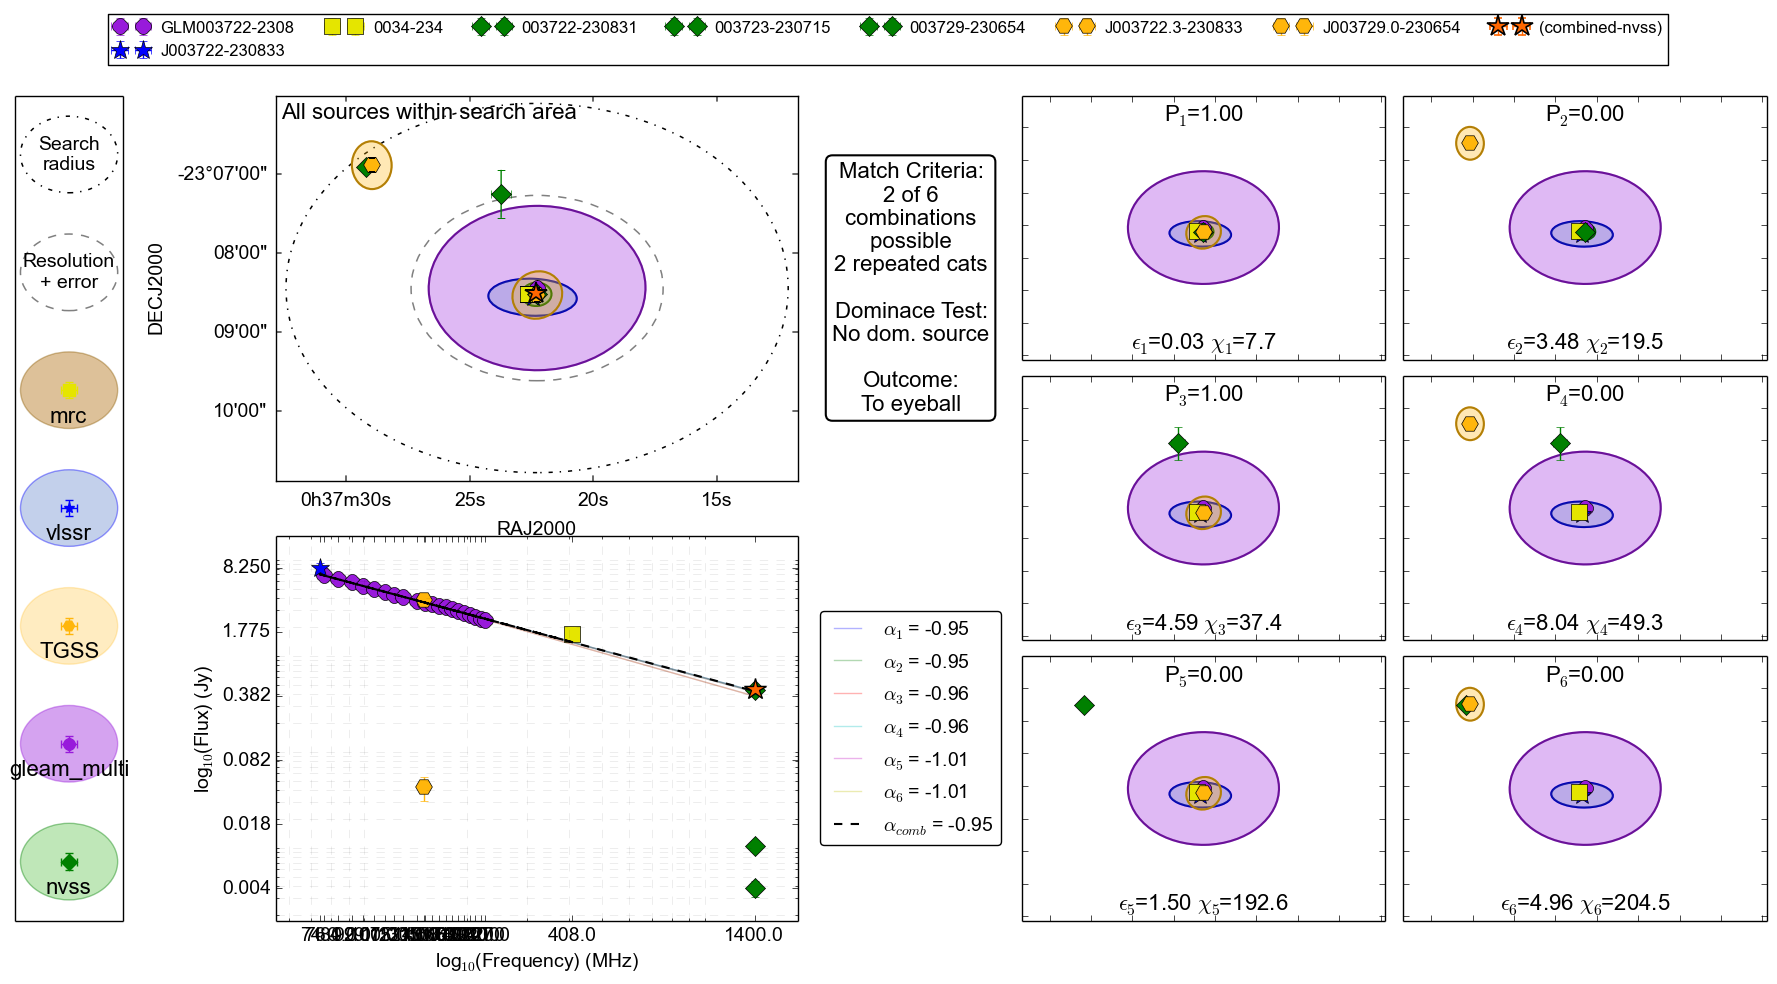 GLM003722-2308
0034-234
003722-230831
003723-230715
003729-230654
J003722.3-230833
J003729.0-230654
(combined-nvss)
J003722-230833
Search
radius
Resolution
+ error
mrc
vlssr
TGSS
gleam_multi
nvss
All sources within search area
DECJ2000
-23°07'00"
08'00"
09'00"
10'00"
0h37m30s
25s
20s
15s
RAJ2000
Match Criteria:
2 of 6
combinations
possible
2 repeated cats
Dominace Test:
No dom. source
Outcome:
To eyeball
log₁₀(Flux) (Jy)
8.250
1.775
0.382
0.082
0.018
0.004
408.0
1400.0
log₁₀(Frequency) (MHz)
α₁ = -0.95
α₂ = -0.95
α₃ = -0.96
α₄ = -0.96
α₅ = -1.01
α₆ = -1.01
α_comb = -0.95
P₁=1.00
ϵ₁=0.03 χ₁=7.7
P₂=0.00
ϵ₂=3.48 χ₂=19.5
P₃=1.00
ϵ₃=4.59 χ₃=37.4
P₄=0.00
ϵ₄=8.04 χ₄=49.3
P₅=0.00
ϵ₅=1.50 χ₅=192.6
P₆=0.00
ϵ₆=4.96 χ₆=204.5